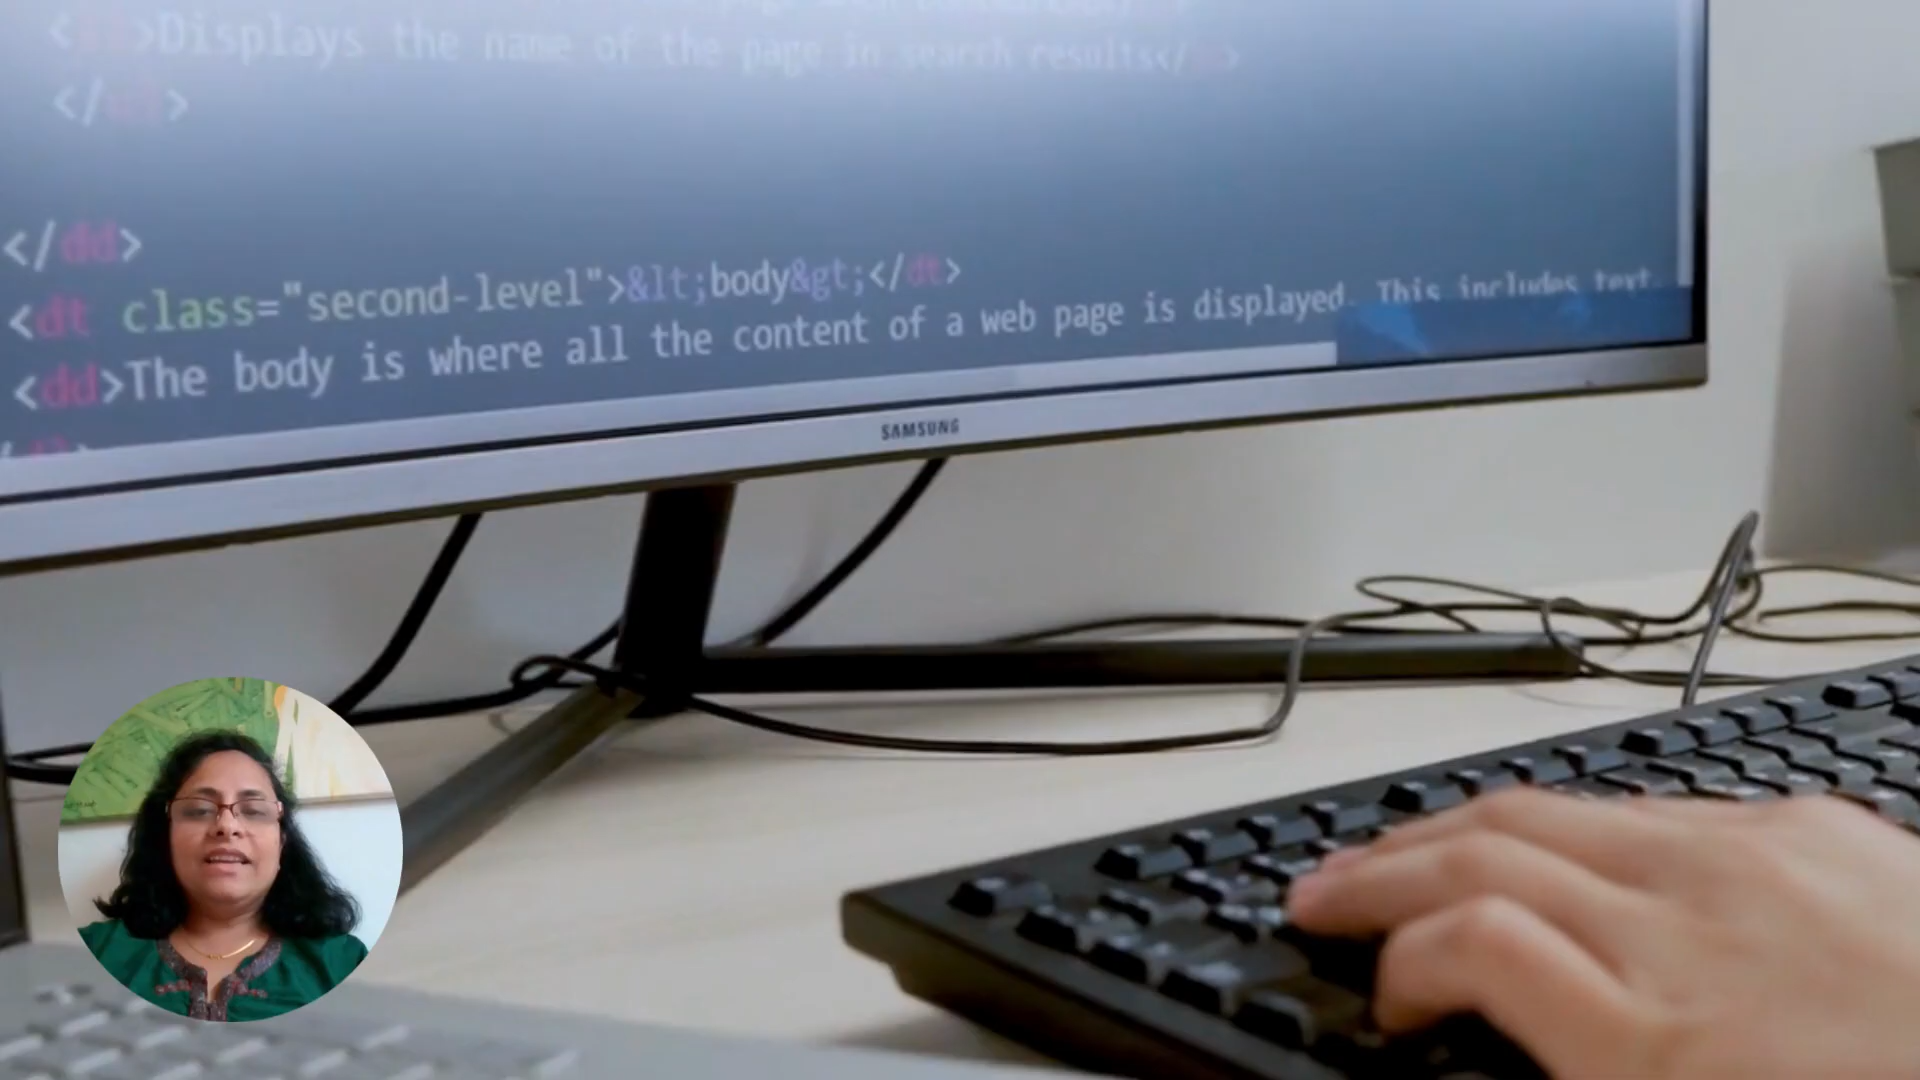 >Displays the name of the page in search results</
</
</dd>
<dt class="second-level">&lt;body&gt;</dt>
<dd>The body is where all the content of a web page is displayed. This includes text,
SAMSUNG